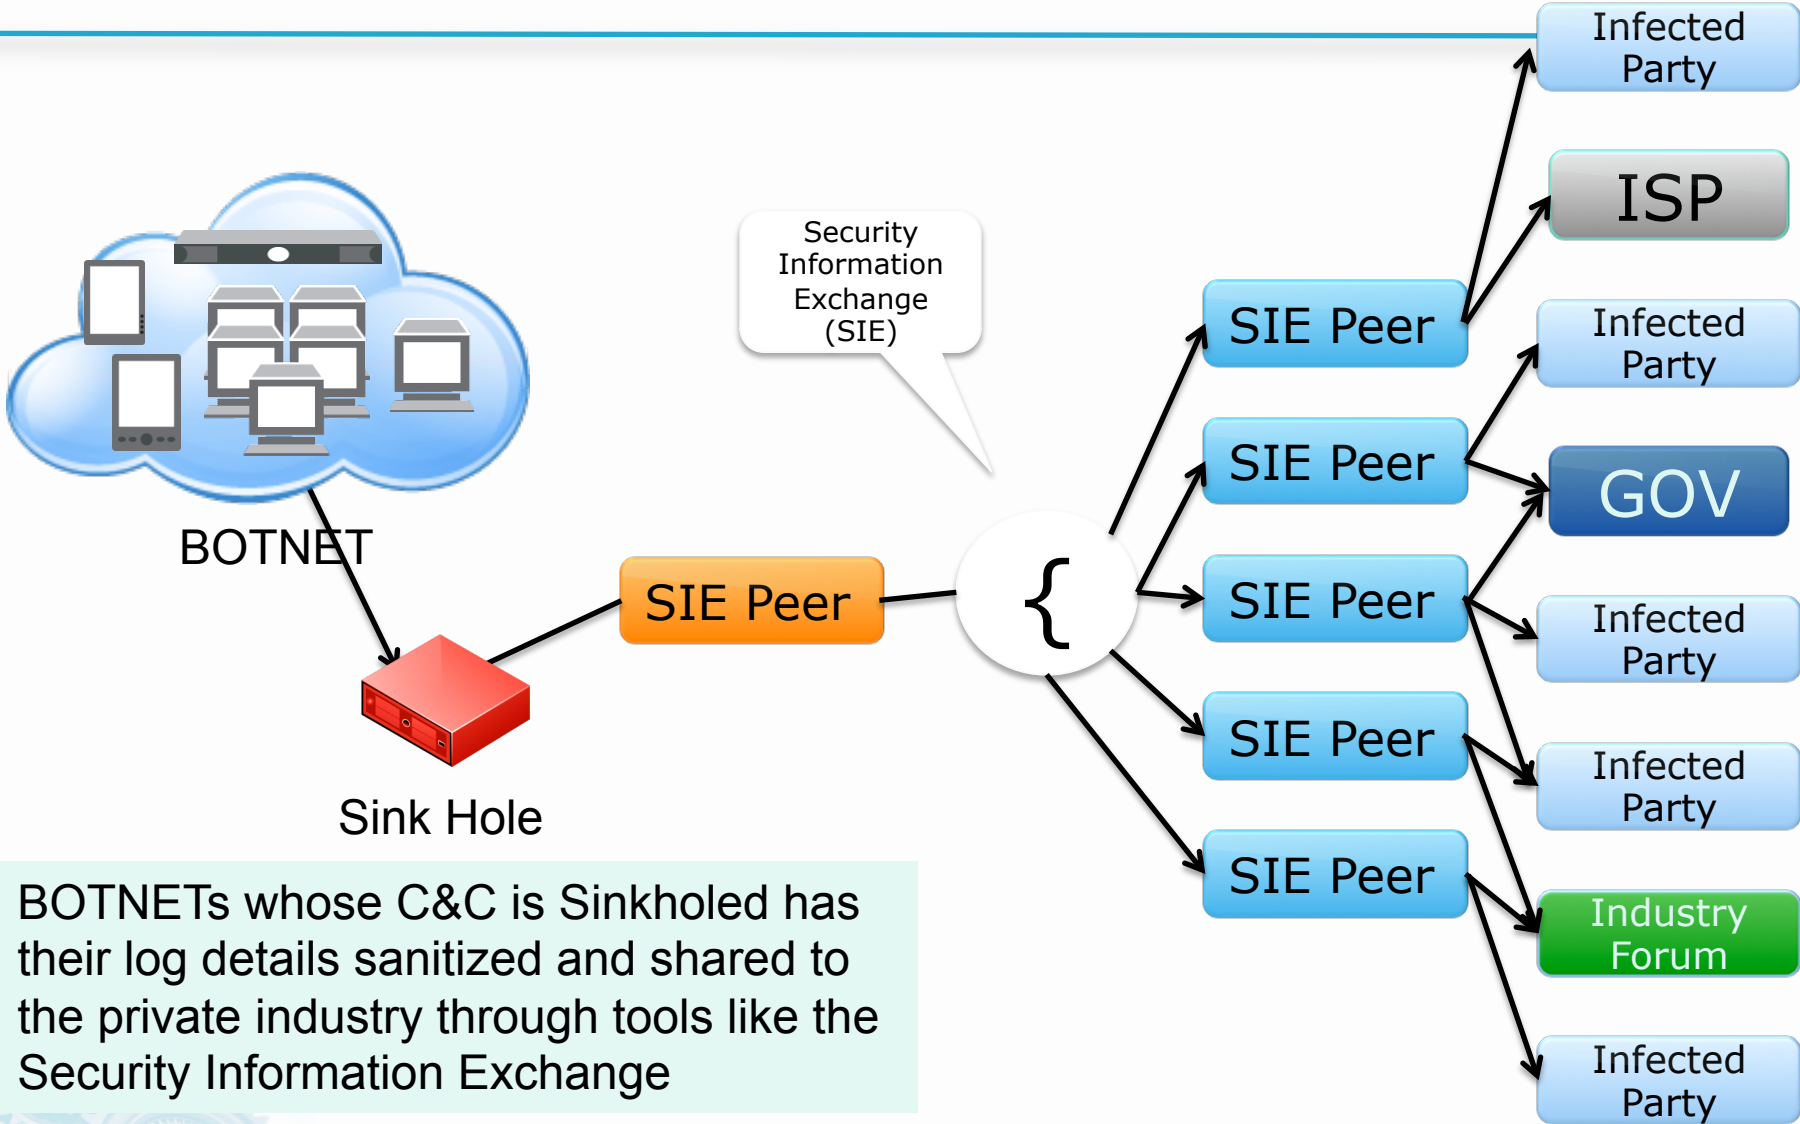 Infected
Party
ISP
Security
Information
Exchange
(SIE)
SIE Peer
Infected
Party
SIE Peer
GOV
BOTNET
SIE Peer
{
SIE Peer
Infected
Party
SIE Peer
Infected
Party
Sink Hole
SIE Peer
Industry
Forum
BOTNETs whose C&C is Sinkholed has
their log details sanitized and shared to
the private industry through tools like the
Security Information Exchange
Infected
Party